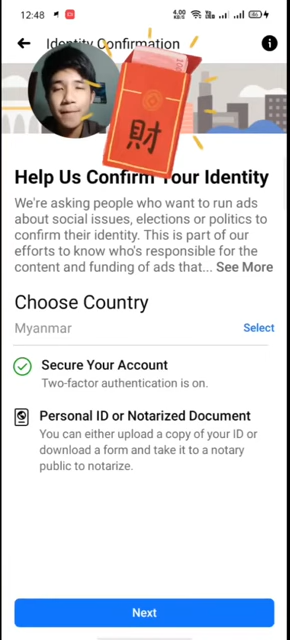 12:48
4.00
KB/S
Identity Confirmation
財
Help Us Confirm Your Identity
We're asking people who want to run ads
about social issues, elections or politics to
confirm their identity. This is part of our
efforts to know who's responsible for the
content and funding of ads that... See More
Choose Country
Myanmar
Select
Secure Your Account
Two-factor authentication is on.
Personal ID or Notarized Document
You can either upload a copy of your ID or
download a form and take it to a notary
public to notarize.
Next